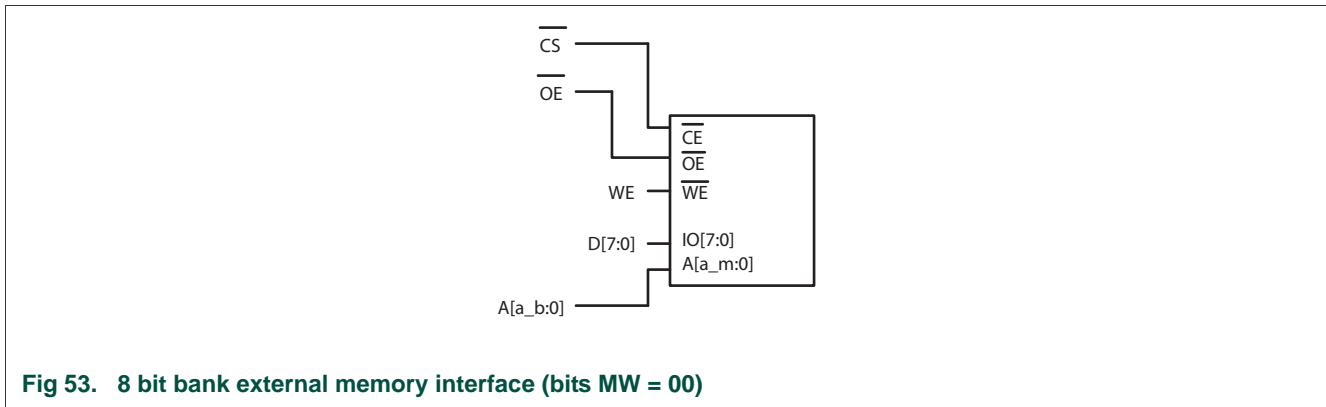 CS
OE
CE
OE
WE WE
D[7:0] IO[7:0]
A[a_m:0]
A[a_b:0]
Fig 53. 8 bit bank external memory interface (bits MW = 00)